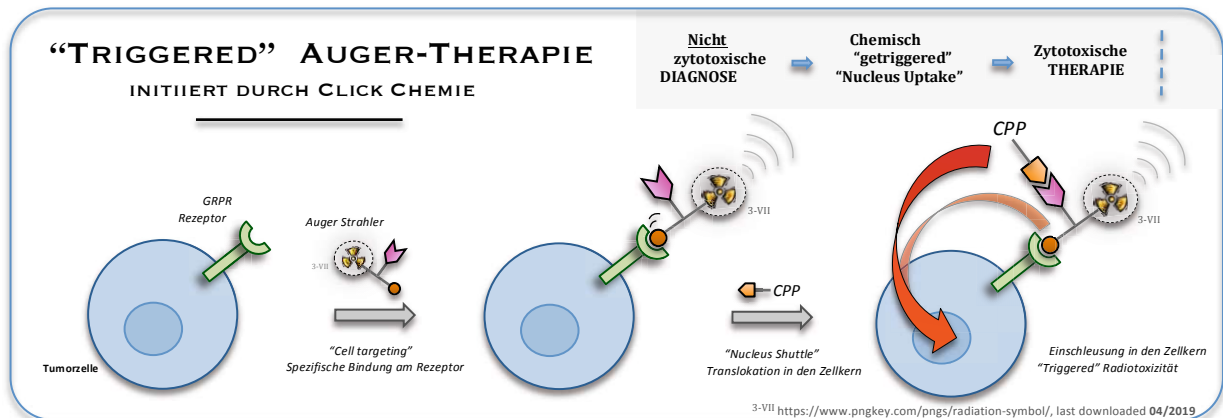 “TRIGGERED” AUGER-THERAPIE
INITIIERT DURCH CLICK CHEMIE
Nicht
zytotoxische
DIAGNOSE
Chemisch
“getriggered”
“Nucleus Uptake”
Zytotoxische
THERAPIE
GRPR
Rezeptor
Auger Strahler
3-VII
Tumorzelle
“Cell targeting”
Spezifische Bindung am Rezeptor
3-VII
CPP
“Nucleus Shuttle”
Translokation in den Zellkern
CPP
3-VII
Einschleusung in den Zellkern
“Triggered” Radiotoxizität
3-VII https://www.pngkey.com/pngs/radiation-symbol/, last downloaded 04/2019